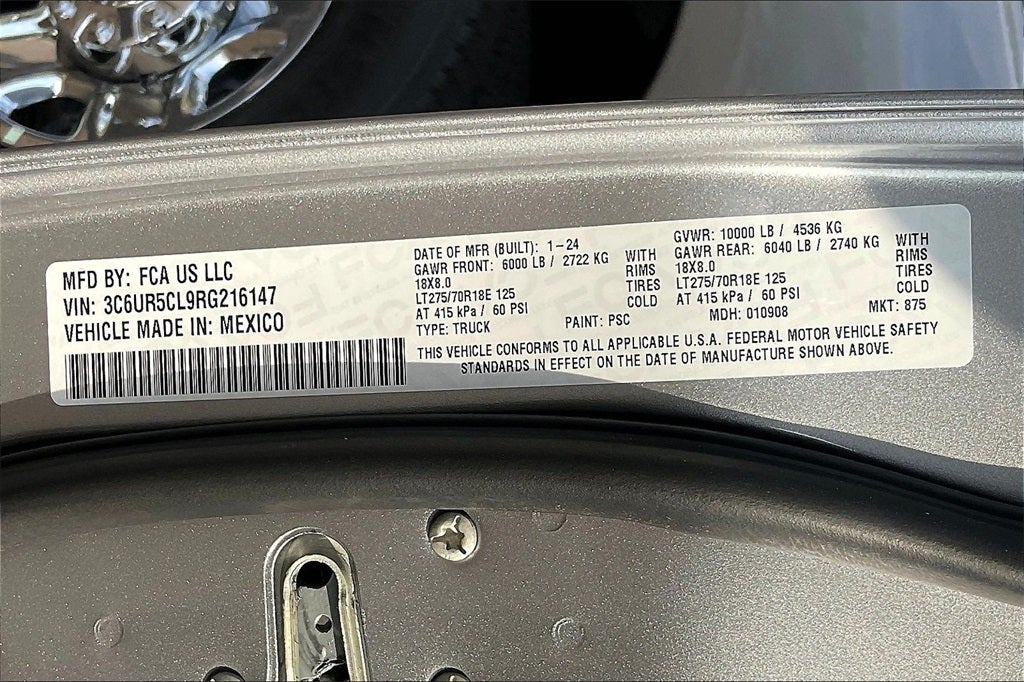 MFD BY: FCA US LLC
VIN: 3C6UR5CL9RG216147
VEHICLE MADE IN: MEXICO
DATE OF MFR (BUILT): 1-24
GAWR FRONT: 6000 LB / 2722 KG WITH
18X8.0 RIMS
LT275/70R18E 125 TIRES
AT 415 kPa / 60 PSI COLD
TYPE: TRUCK PAINT: PSC
GVWR: 10000 LB / 4536 KG
GAWR REAR: 6040 LB / 2740 KG WITH
18X8.0 RIMS
LT275/70R18E 125 TIRES
AT 415 kPa / 60 PSI COLD
MDH: 010908 MKT: 875
THIS VEHICLE CONFORMS TO ALL APPLICABLE U.S.A. FEDERAL MOTOR VEHICLE SAFETY
STANDARDS IN EFFECT ON THE DATE OF MANUFACTURE SHOWN ABOVE.